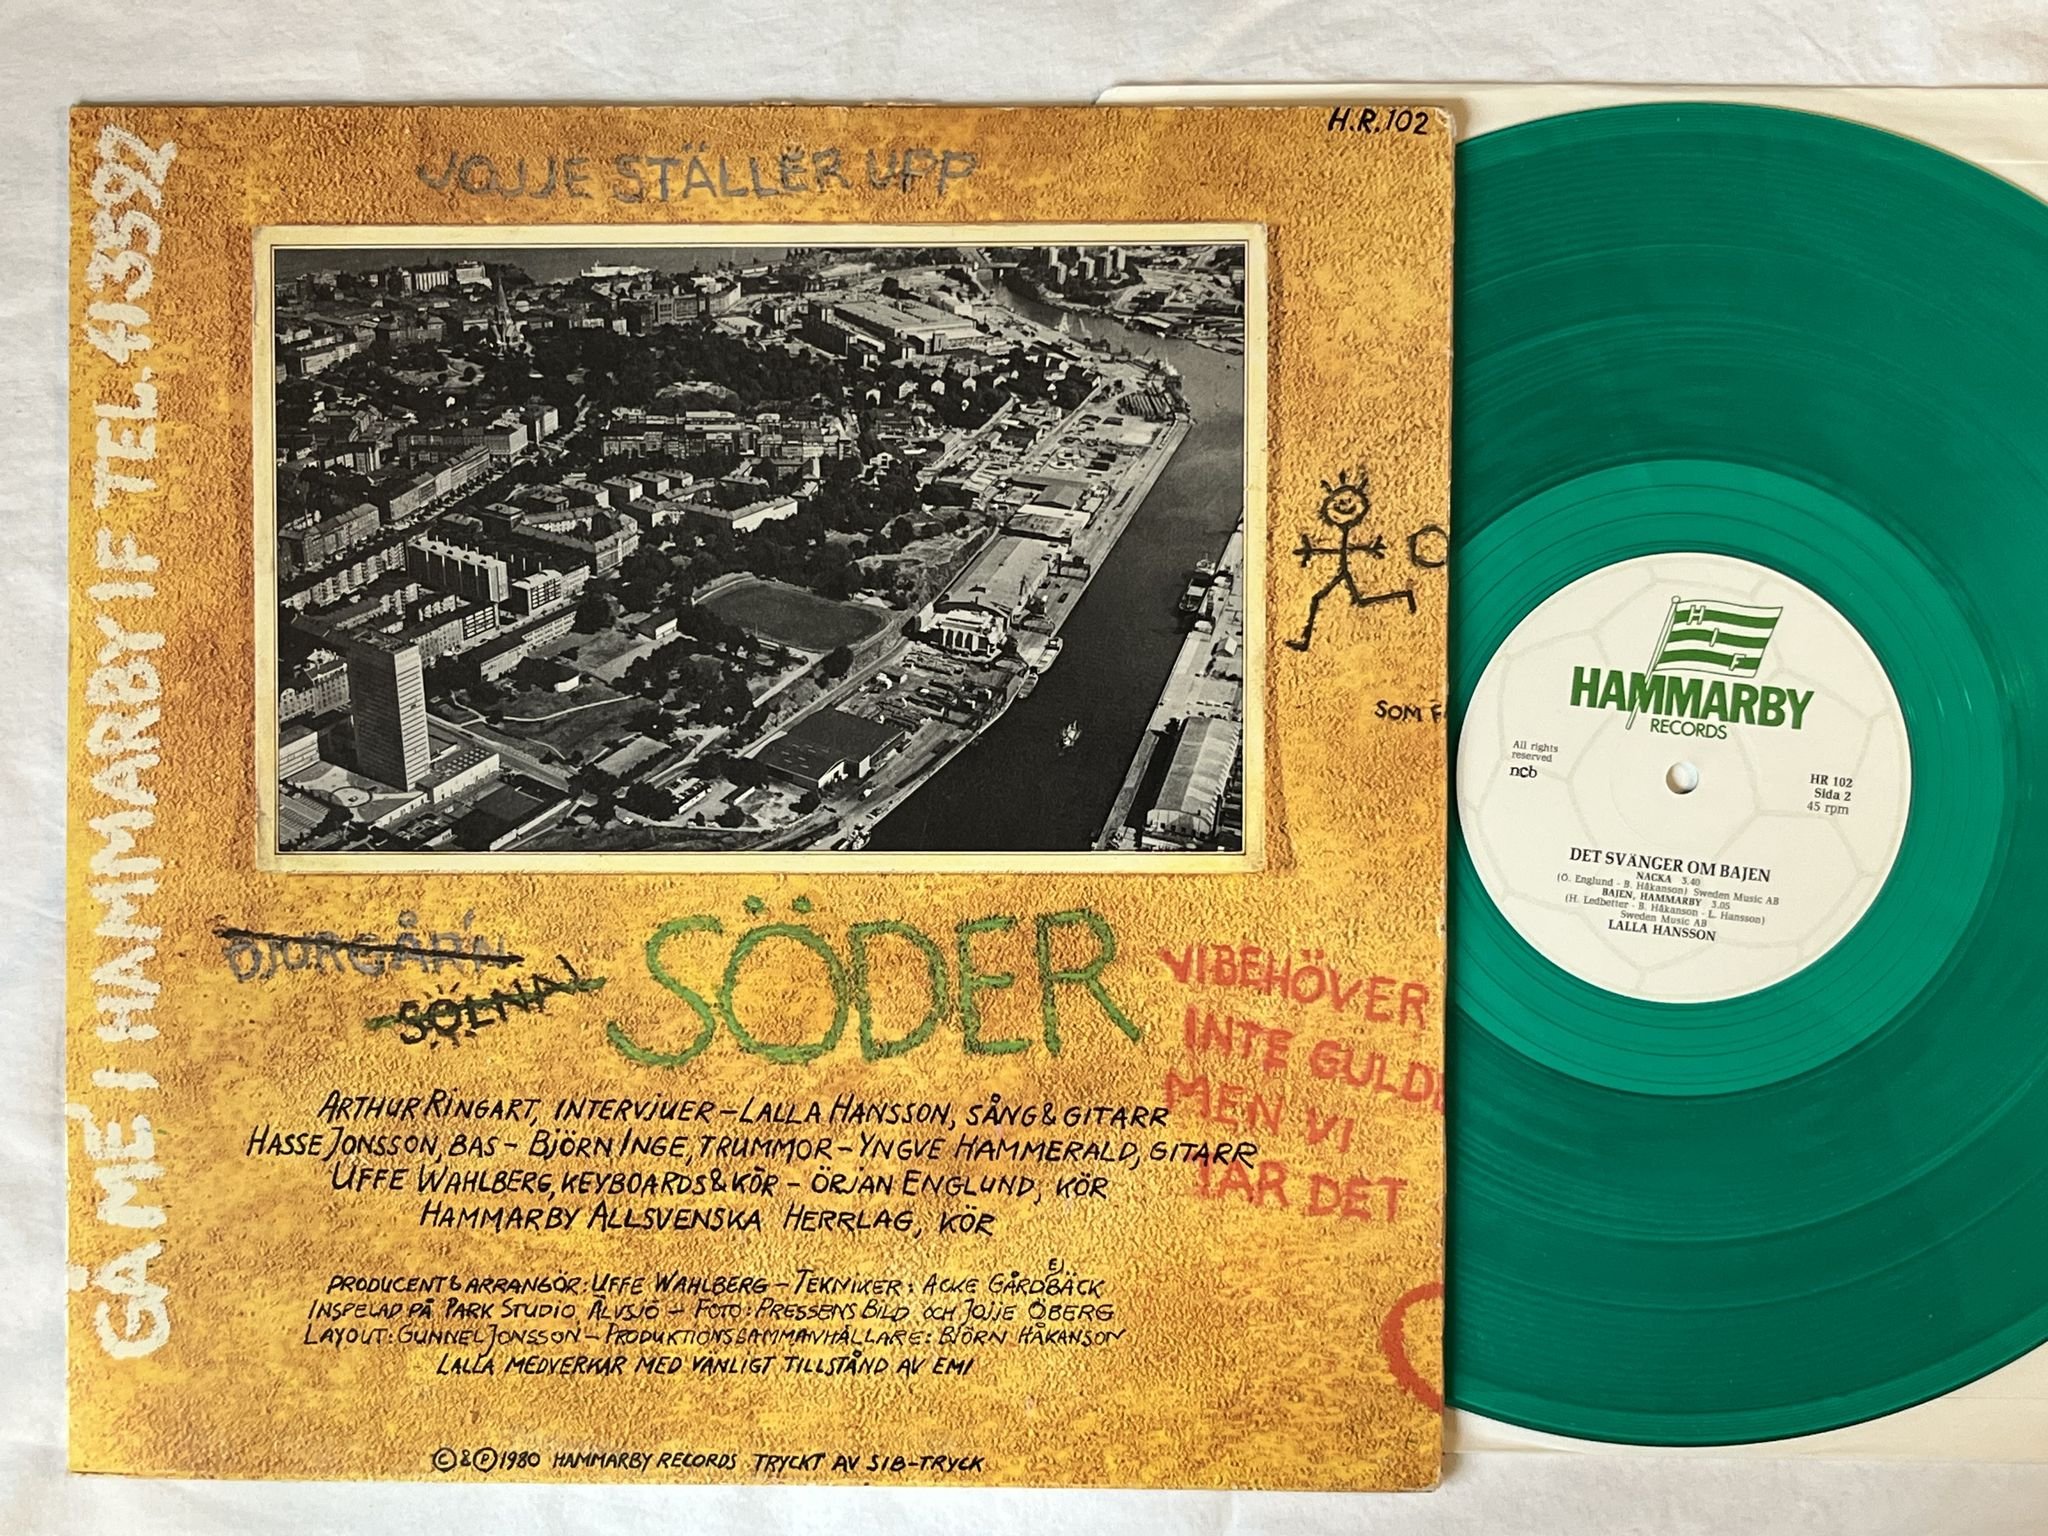 H.R.102
JOJJE STÄLLER UPP
GÅ MÉ I HAMMARBY IF TEL. 413592
SOM F
DJURGÅR'N
SÖLNAL
SÖDER
VI BEHÖVER
INTE GULD
MEN VI
TAR DET
ARTHUR RINGART, INTERVJUER – LALLA HANSSON, SÅNG & GITARR
HASSE JONSSON, BAS – BJÖRN INGE, TRUMMOR – YNGVE HAMMERALD, GITARR
UFFE WAHLBERG, KEYBOARDS & KÖR – ÖRJAN ENGLUND, KÖR
HAMMARBY ALLSVENSKA HERRLAG, KÖR
PRODUCENT & ARRANGÖR: UFFE WAHLBERG – TEKNIKER: ACKE GÅRDBÄCK
EJ
INSPELAD PÅ PARK STUDIO, ÄLVSJÖ – FOTO: PRESSENS BILD OCH JOJJE ÖBERG
LAYOUT: GUNNEL JONSSON – PRODUKTIONSSAMMANHÅLLARE: BJÖRN HÅKANSON
LALLA MEDVERKAR MED VÄNLIGT TILLSTÅND AV EMI
© & ℗ 1980 HAMMARBY RECORDS TRYCKT AV SIB-TRYCK
H I F
HAMMARBY
RECORDS
All rights
reserved
ncb
HR 102
Sida 2
45 rpm
DET SVÄNGER OM BAJEN
NACKA 3.40
(Ö. Englund - B. Håkanson) Sweden Music AB
BAJEN, HAMMARBY 3.05
(H. Ledbetter - B. Håkanson - L. Hansson)
Sweden Music AB
LALLA HANSSON